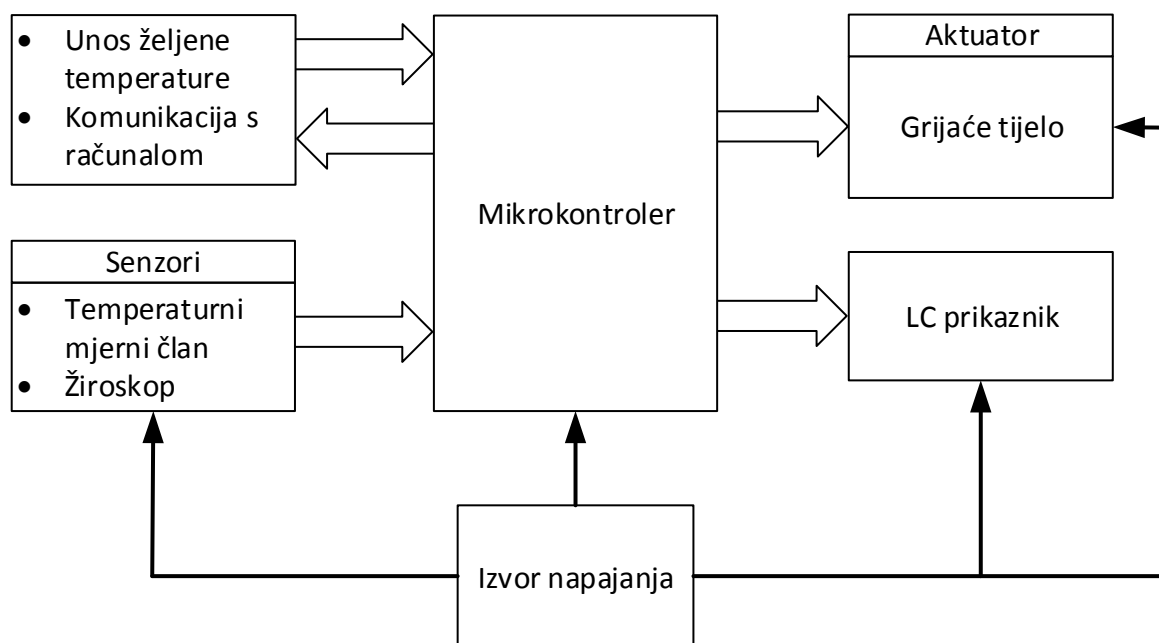 • Unos željene
temperature
• Komunikacija s
računalom
Senzori
• Temperaturni
mjerni član
• Žiroskop
Mikrokontroler
Aktuator
Grijaće tijelo
LC prikaznik
Izvor napajanja